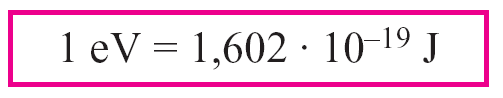 1 eV = 1,602 · 10⁻¹⁹ J